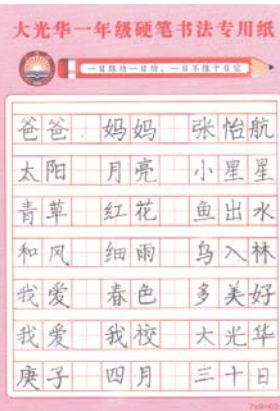 大光华一年级硬笔书法专用纸
一日练功一日功，一日不练十日空
爸爸 妈妈 张怡航
太阳 月亮 小星星
青草 红花 鱼出水
和风 细雨 鸟入林
我爱 春色 多美好
我爱 我校 大光华
庚子 四月 三十日
7x9=63